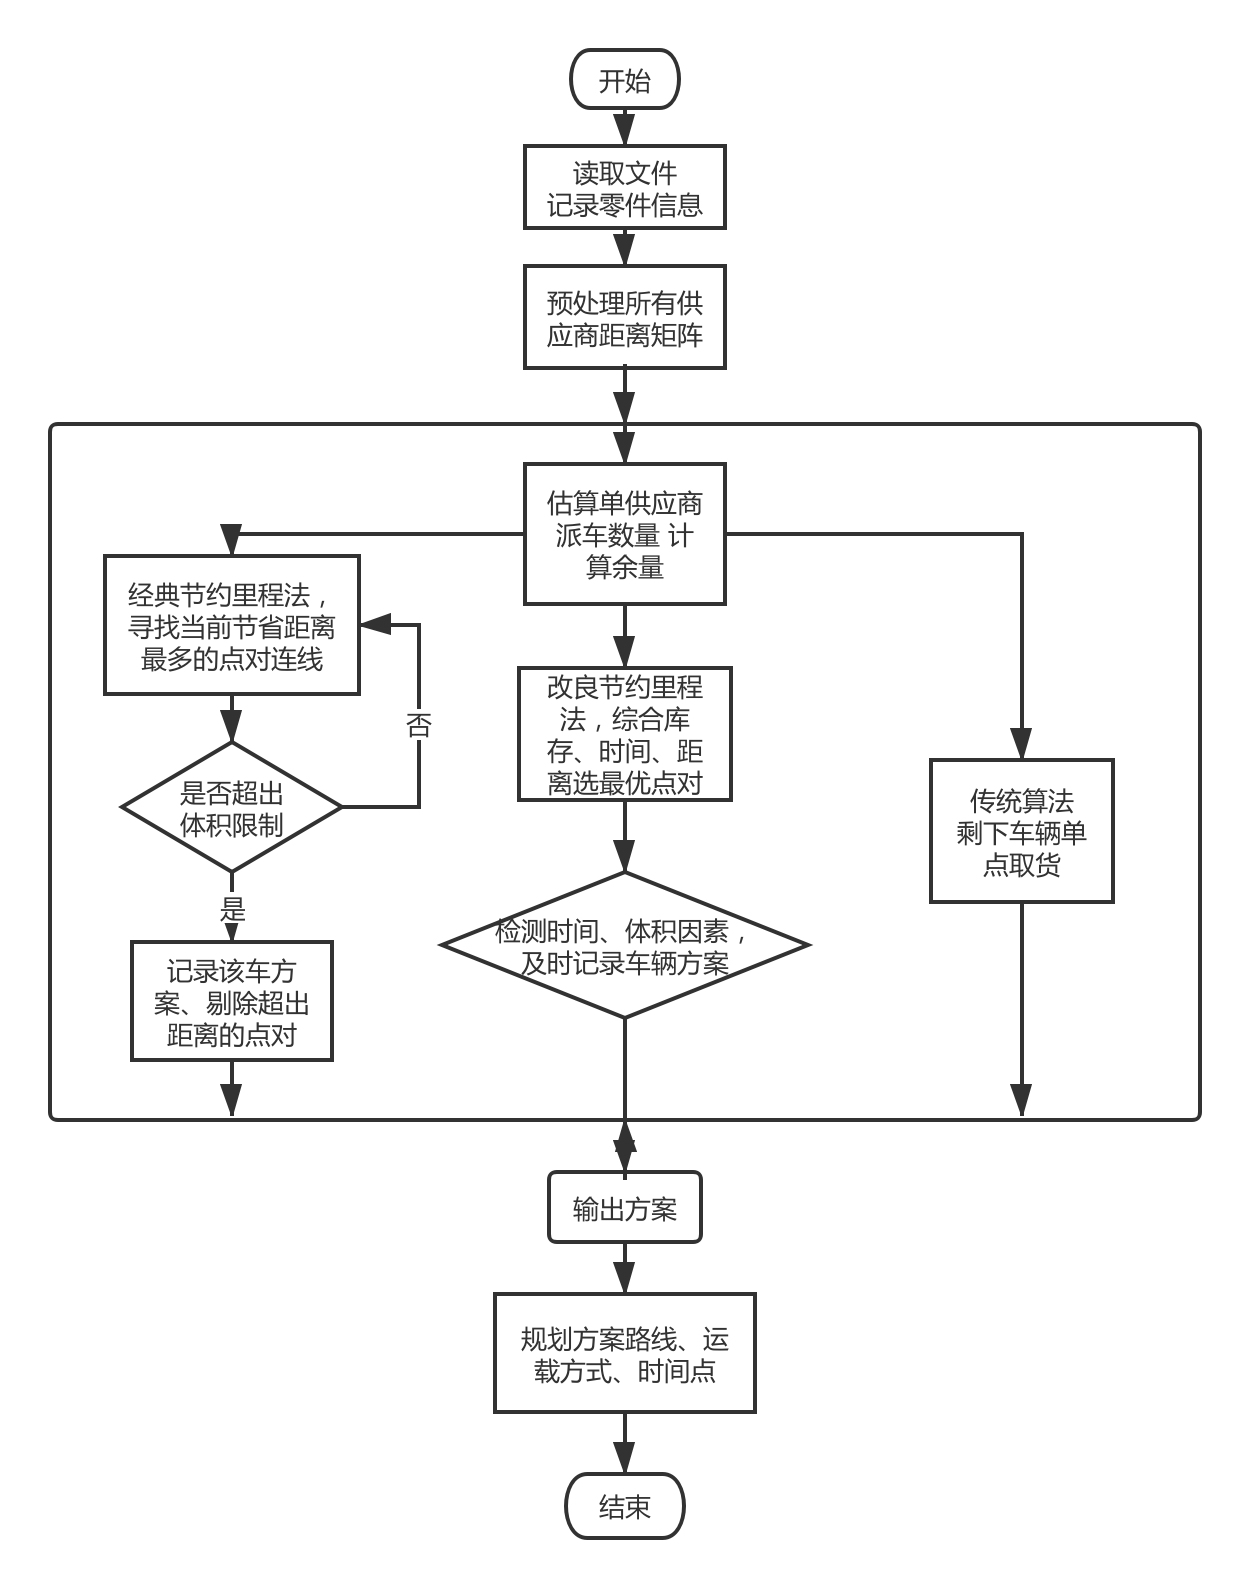 开始
读取文件
记录零件信息
预处理所有供
应商距离矩阵
估算单供应商
派车数量 计
算余量
经典节约里程法，
寻找当前节省距离
最多的点对连线
否
是否超出
体积限制
是
记录该车方
案、剔除超出
距离的点对
改良节约里程
法，综合库
存、时间、距
离选最优点对
检测时间、体积因素，
及时记录车辆方案
传统算法
剩下车辆单
点取货
输出方案
规划方案路线、运
载方式、时间点
结束